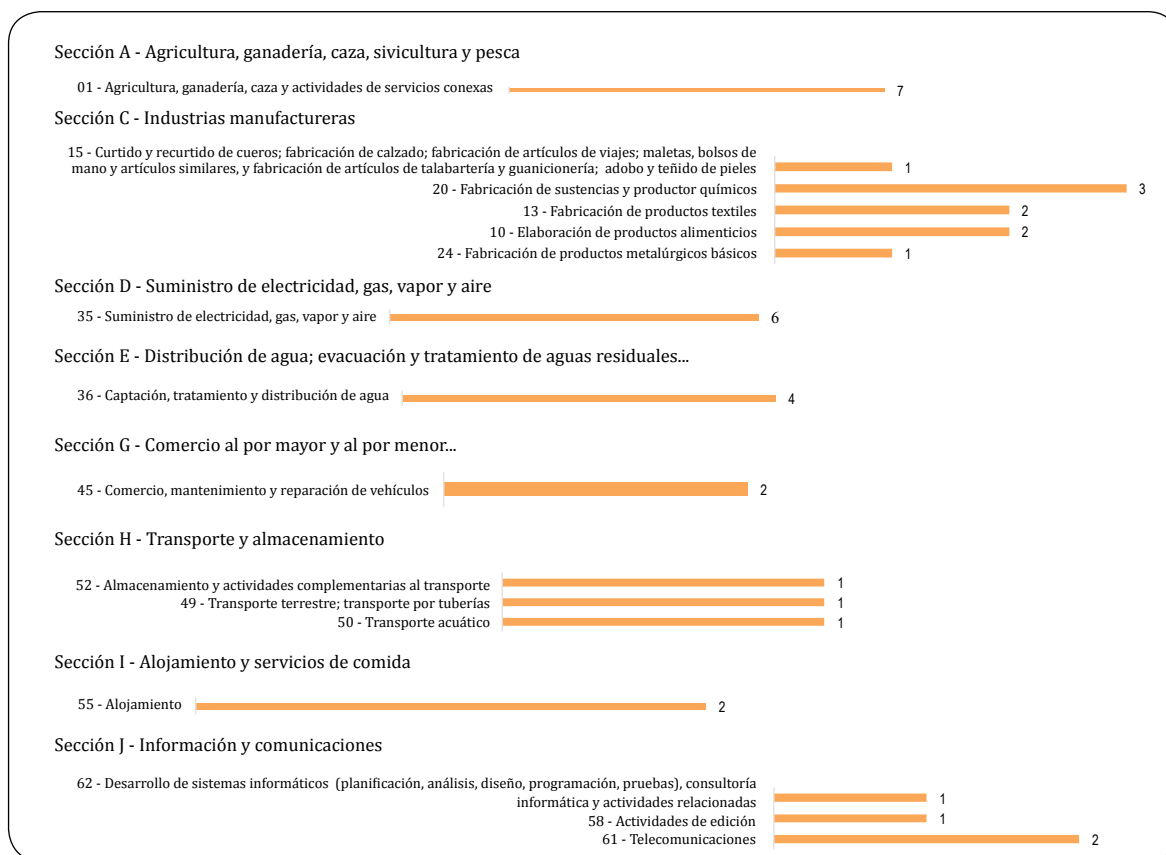 Sección A - Agricultura, ganadería, caza, sivicultura y pesca
01 - Agricultura, ganadería, caza y actividades de servicios conexas 7
Sección C - Industrias manufactureras
15 - Curtido y recurtido de cueros; fabricación de calzado; fabricación de artículos de viajes; maletas, bolsos de
mano y artículos similares, y fabricación de artículos de talabartería y guanicionería; adobo y teñido de pieles 1
20 - Fabricación de sustencias y productor químicos 3
13 - Fabricación de productos textiles 2
10 - Elaboración de productos alimenticios 2
24 - Fabricación de productos metalúrgicos básicos 1
Sección D - Suministro de electricidad, gas, vapor y aire
35 - Suministro de electricidad, gas, vapor y aire 6
Sección E - Distribución de agua; evacuación y tratamiento de aguas residuales...
36 - Captación, tratamiento y distribución de agua 4
Sección G - Comercio al por mayor y al por menor...
45 - Comercio, mantenimiento y reparación de vehículos 2
Sección H - Transporte y almacenamiento
52 - Almacenamiento y actividades complementarias al transporte 1
49 - Transporte terrestre; transporte por tuberías 1
50 - Transporte acuático 1
Sección I - Alojamiento y servicios de comida
55 - Alojamiento 2
Sección J - Información y comunicaciones
62 - Desarrollo de sistemas informáticos (planificación, análisis, diseño, programación, pruebas), consultoría
informática y actividades relacionadas 1
58 - Actividades de edición 1
61 - Telecomunicaciones 2